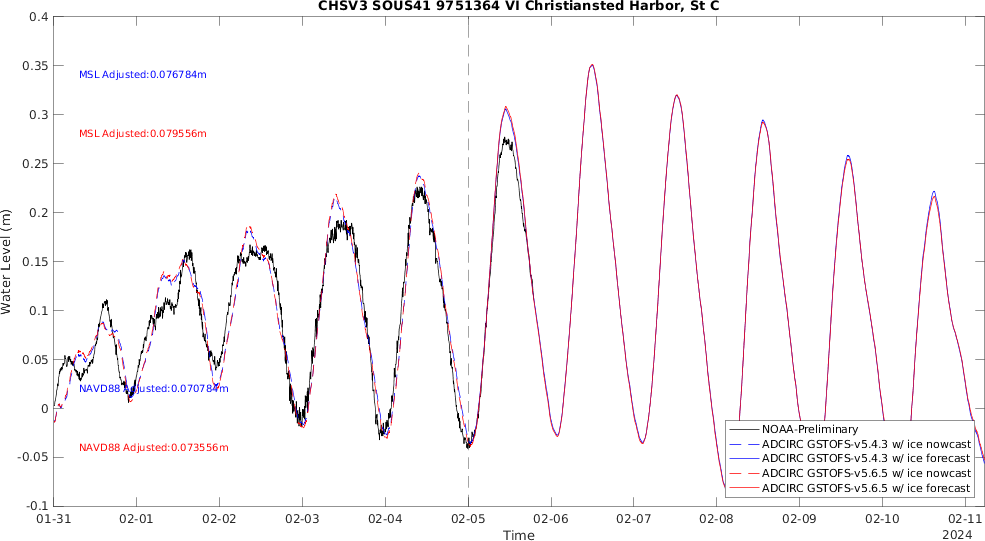 CHSV3 SOUS41 9751364 VI Christiansted Harbor, St C
0.4
0.35
0.3
0.25
0.2
0.15
0.1
0.05
0
-0.05
-0.1
Water Level (m)
MSL Adjusted:0.076784m
MSL Adjusted:0.079556m
NAVD88 Adjusted:0.070784m
NAVD88 Adjusted:0.073556m
NOAA-Preliminary
ADCIRC GSTOFS-v5.4.3 w/ ice nowcast
ADCIRC GSTOFS-v5.4.3 w/ ice forecast
ADCIRC GSTOFS-v5.6.5 w/ ice nowcast
ADCIRC GSTOFS-v5.6.5 w/ ice forecast
01-31 02-01 02-02 02-03 02-04 02-05 02-06 02-07 02-08 02-09 02-10 02-11
Time
2024